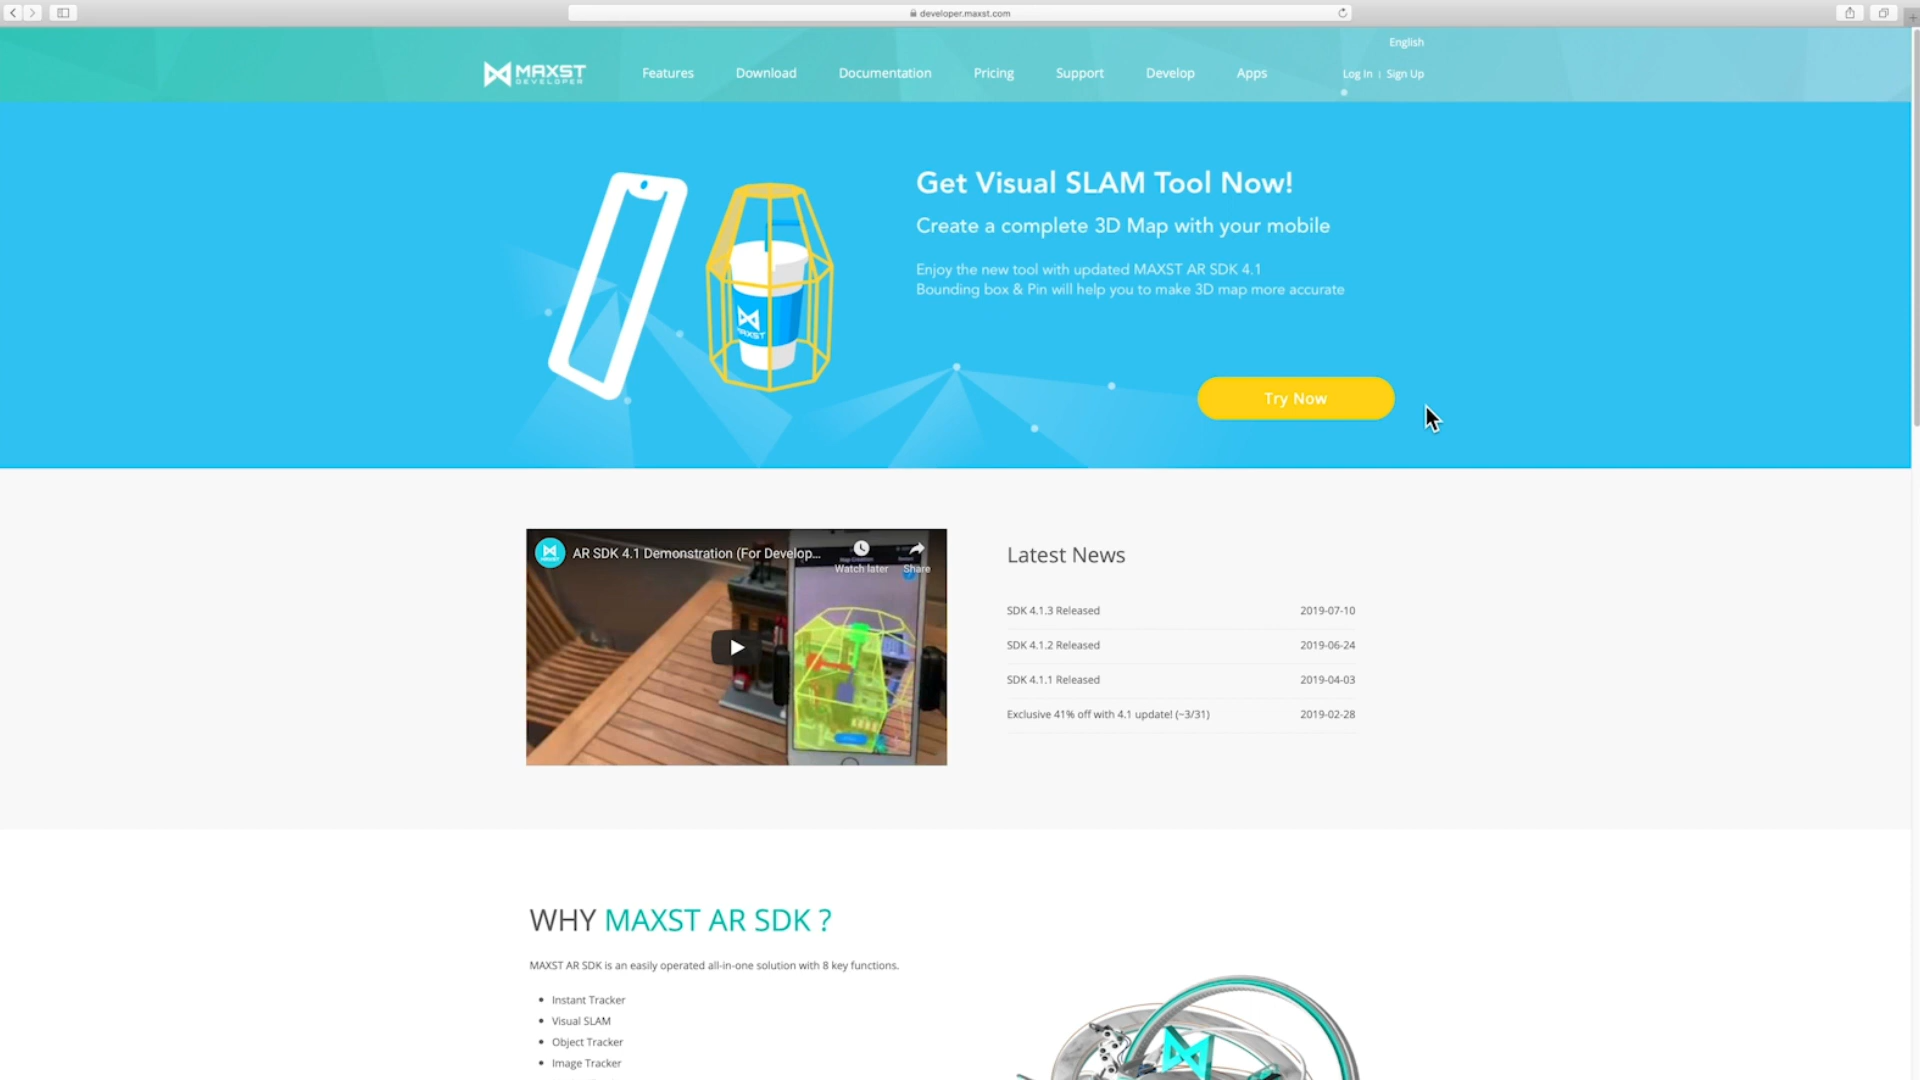 developer.maxst.com
English
MAXST
DEVELOPER
Features
Download
Documentation
Pricing
Support
Develop
Apps
Log In | Sign Up
Get Visual SLAM Tool Now!
Create a complete 3D Map with your mobile
Enjoy the new tool with updated MAXST AR SDK 4.1
Bounding box & Pin will help you to make 3D map more accurate
MAXST
Try Now
AR SDK 4.1 Demonstration (For Develop...
Watch later
Share
Latest News
SDK 4.1.3 Released 2019-07-10
SDK 4.1.2 Released 2019-06-24
SDK 4.1.1 Released 2019-04-03
Exclusive 41% off with 4.1 update! (~3/31) 2019-02-28
WHY MAXST AR SDK ?
MAXST AR SDK is an easily operated all-in-one solution with 8 key functions.
• Instant Tracker
• Visual SLAM
• Object Tracker
• Image Tracker